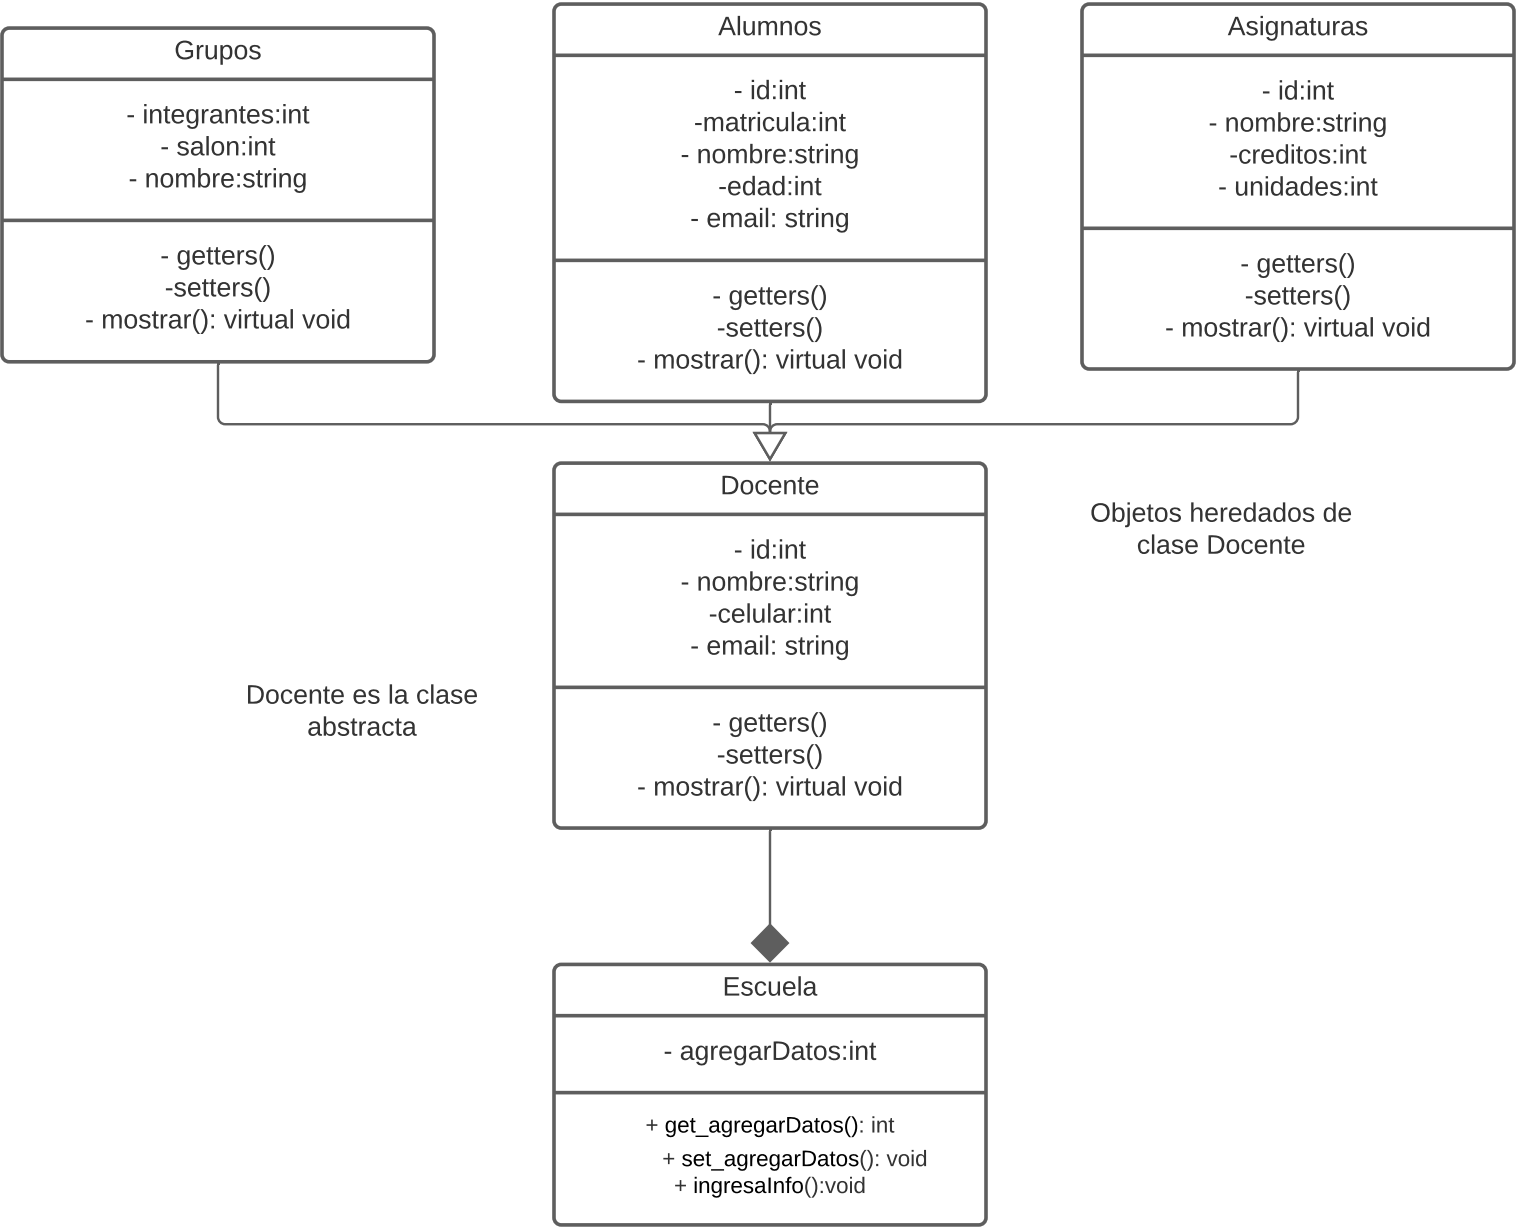 Grupos
- integrantes:int
- salon:int
- nombre:string
- getters()
-setters()
- mostrar(): virtual void
Alumnos
- id:int
-matricula:int
- nombre:string
-edad:int
- email: string
- getters()
-setters()
- mostrar(): virtual void
Asignaturas
- id:int
- nombre:string
-creditos:int
- unidades:int
- getters()
-setters()
- mostrar(): virtual void
Docente
- id:int
- nombre:string
-celular:int
- email: string
- getters()
-setters()
- mostrar(): virtual void
Objetos heredados de
clase Docente
Docente es la clase
abstracta
Escuela
- agregarDatos:int
+ get_agregarDatos(): int
+ set_agregarDatos(): void
+ ingresaInfo():void